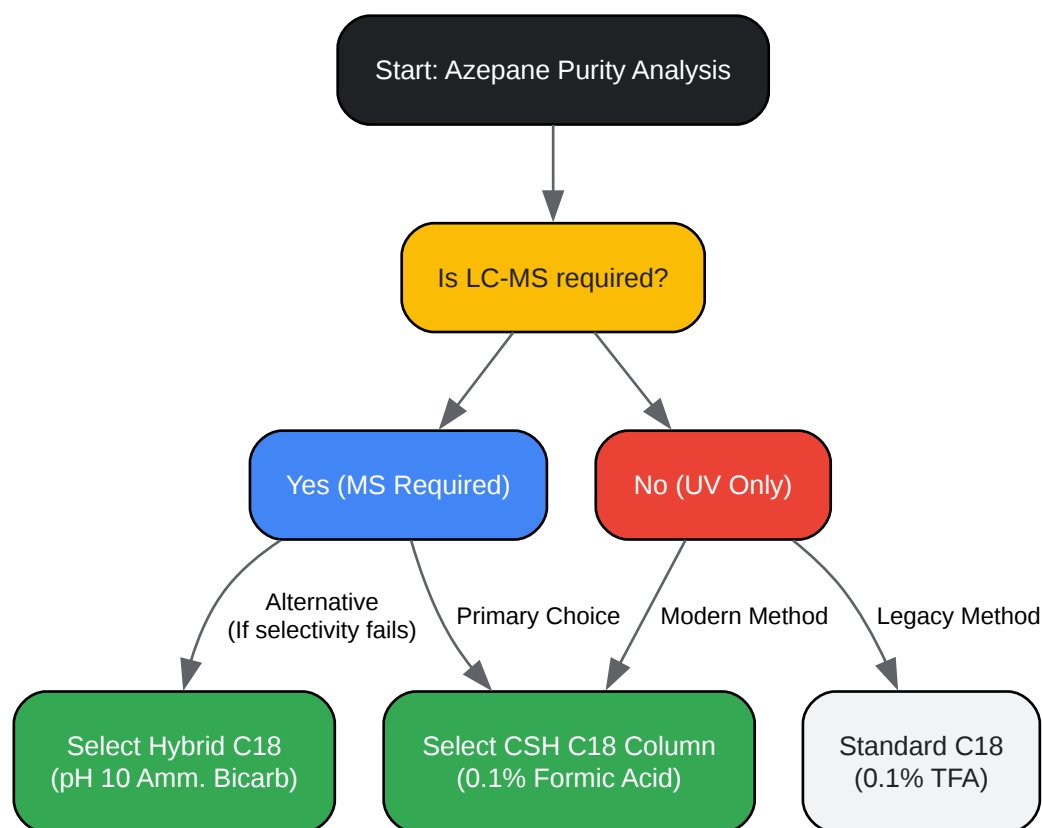 Start: Azepane Purity Analysis
Is LC-MS required?
Yes (MS Required)
No (UV Only)
Alternative
(If selectivity fails)
Primary Choice
Modern Method
Legacy Method
Select Hybrid C18
(pH 10 Amm. Bicarb)
Select CSH C18 Column
(0.1% Formic Acid)
Standard C18
(0.1% TFA)